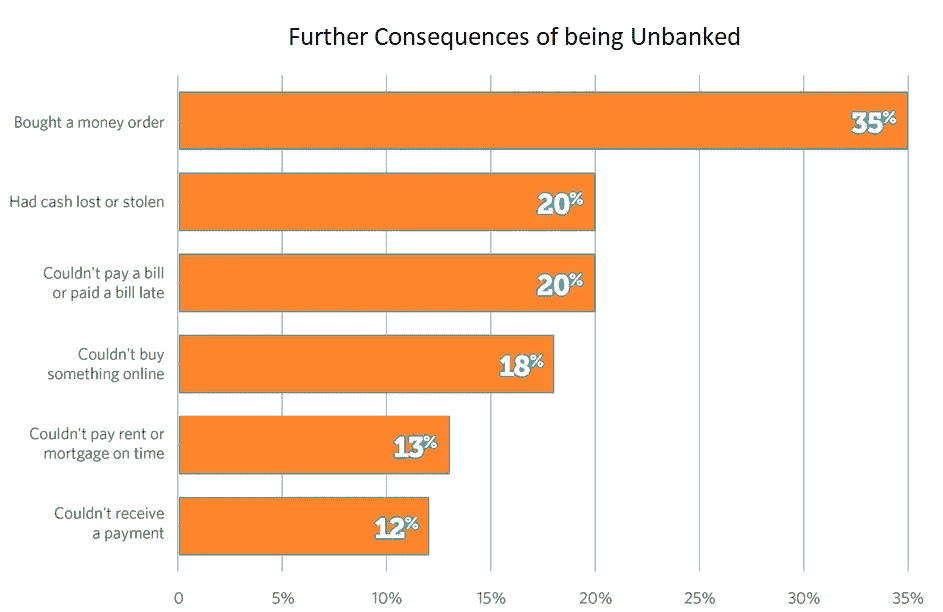 Further Consequences of being Unbanked
Bought a money order
35%
Had cash lost or stolen
20%
Couldn't pay a bill
or paid a bill late
20%
Couldn't buy
something online
18%
Couldn't pay rent or
mortgage on time
13%
Couldn't receive
a payment
12%
0 5% 10% 15% 20% 25% 30% 35%